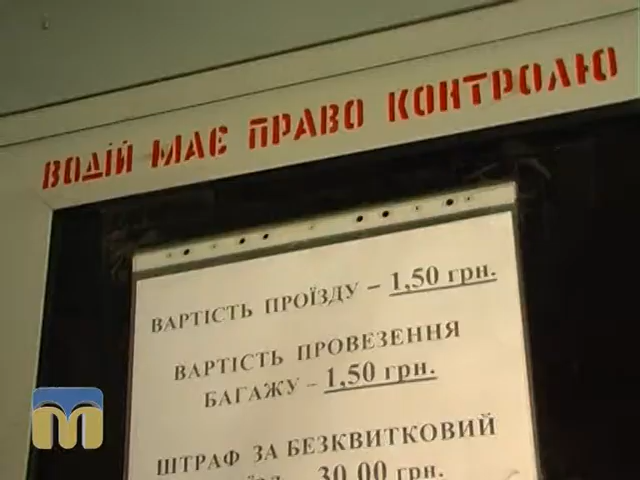 ВОДІЙ МАЄ ПРАВО КОНТРОЛЮ
ВАРТІСТЬ ПРОЇЗДУ – 1,50 грн.
ВАРТІСТЬ ПРОВЕЗЕННЯ
БАГАЖУ – 1,50 грн.
ШТРАФ ЗА БЕЗКВИТКОВИЙ
30,00 грн.
m